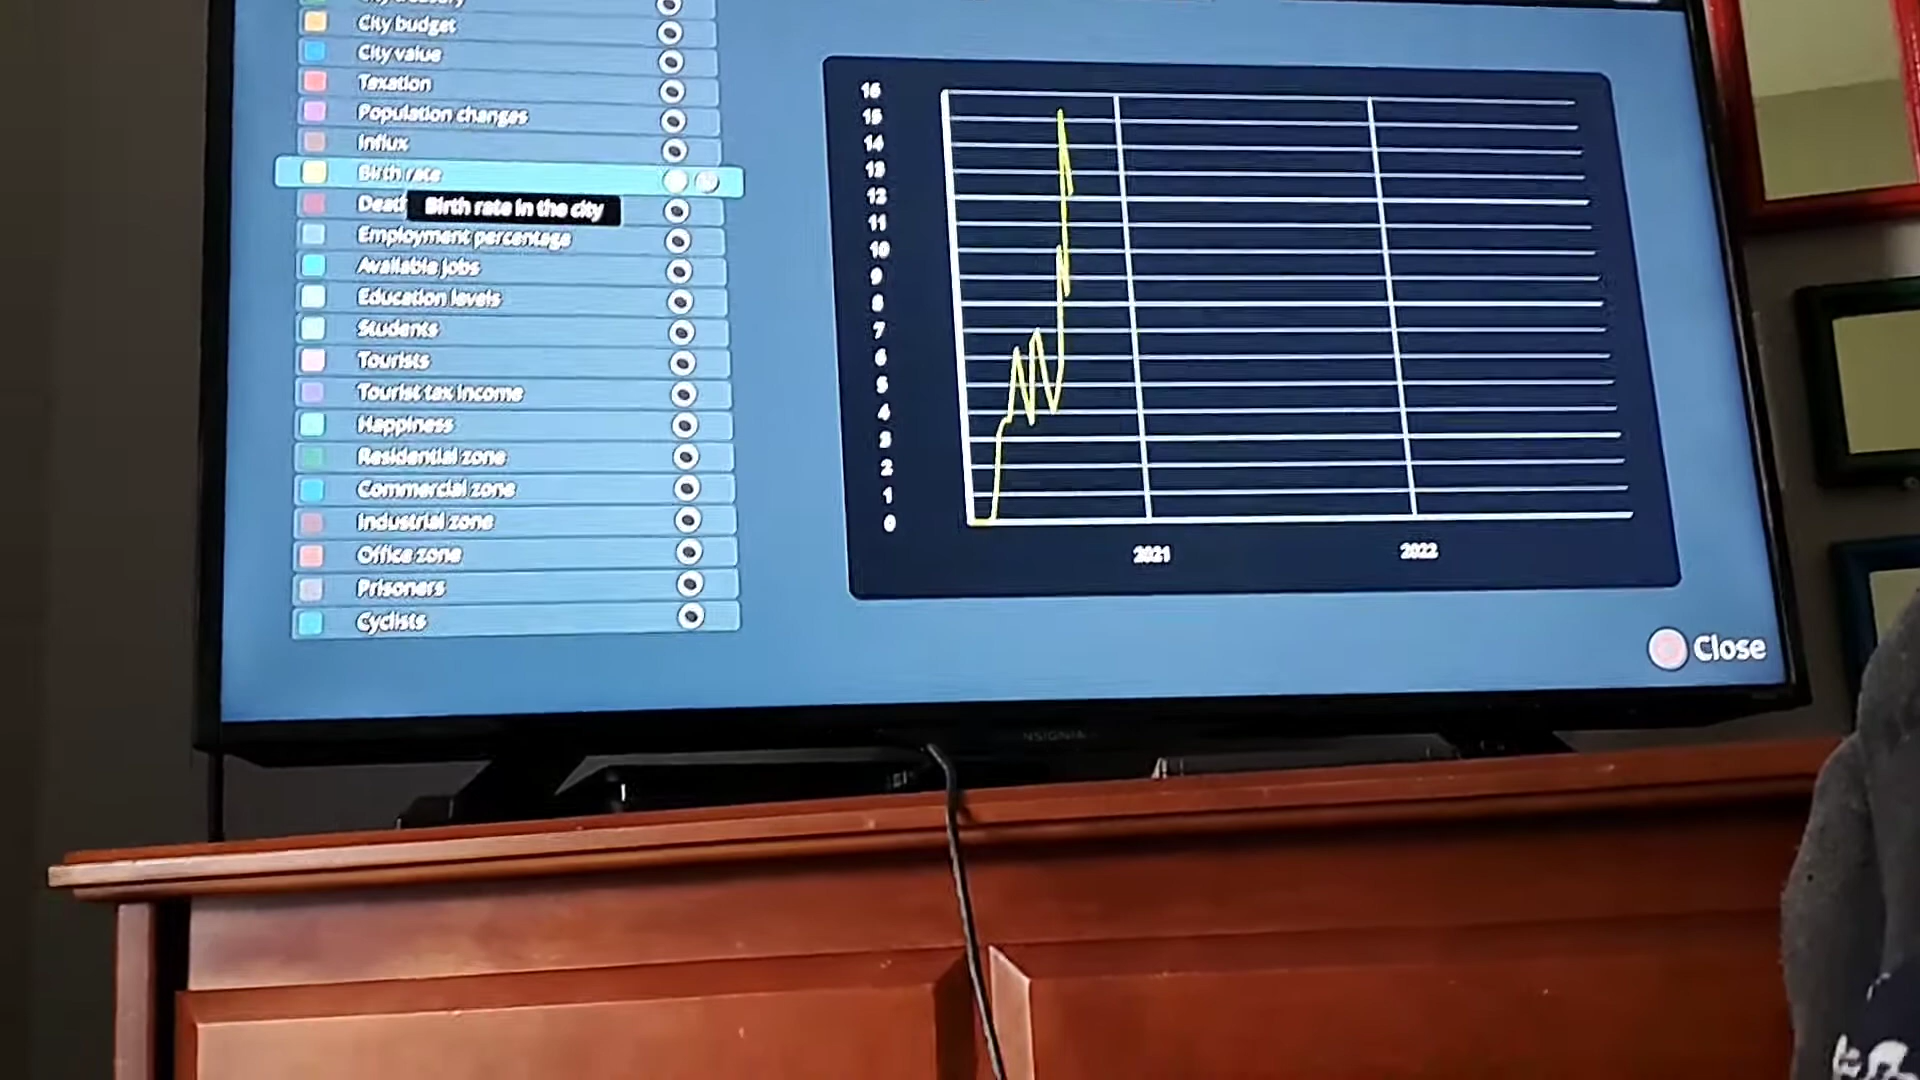 City budget
City value
Taxation
Population changes
Influx
Birth rate
Death
Birth rate in the city
Employment percentage
Available jobs
Education levels
Students
Tourists
Tourist tax income
Happiness
Residential zone
Commercial zone
Industrial zone
Office zone
Prisoners
Cyclists
16
15
14
13
12
11
10
9
8
7
6
5
4
3
2
1
0
2021
2022
Close
INSIGNIA